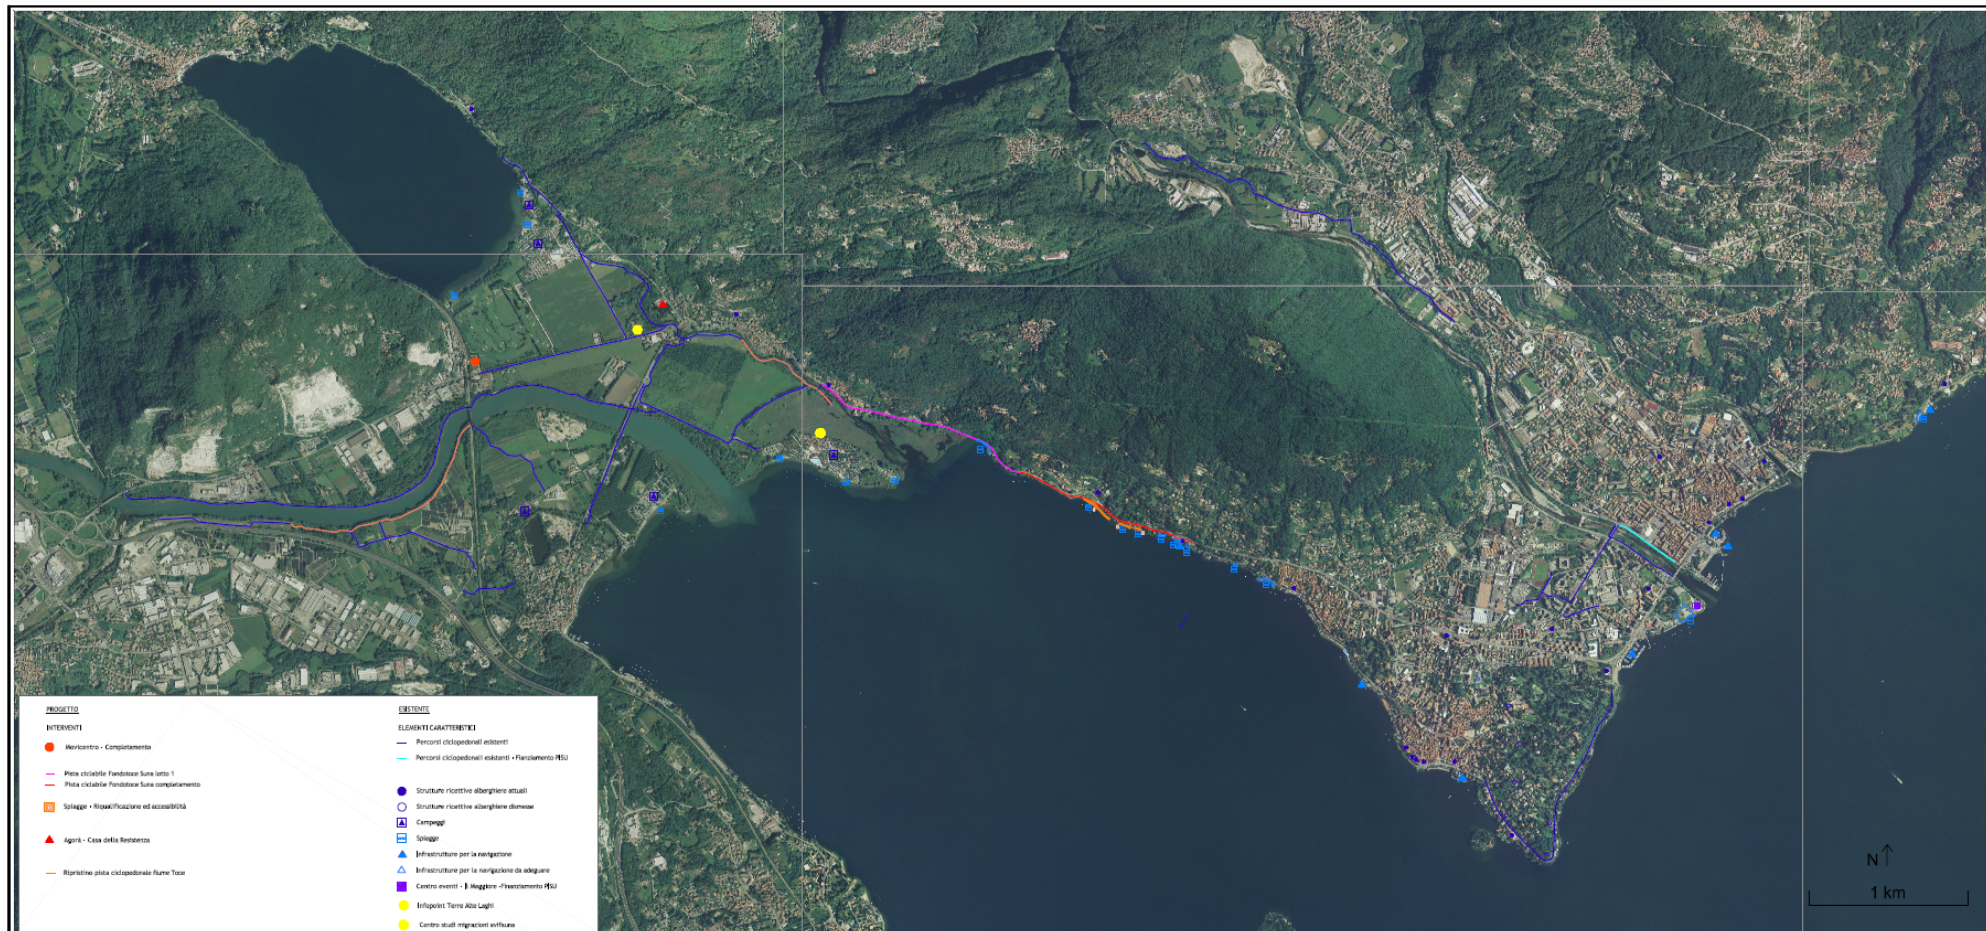 PROGETTO
INTERVENTI
Movicentro - Completamento
Pista ciclabile Fondotoce Suna lotto 1
Pista ciclabile Fondotoce Suna completamento
Spiagge - Riqualificazione ed accessibilità
Agorà - Casa della Resistenza
Ripristino pista ciclopedonale fiume Toce
ESISTENTE
ELEMENTI CARATTERISTICI
Percorsi ciclopedonali esistenti
Percorsi ciclopedonali esistenti - Fianziamento PISU
Strutture ricettive alberghiere attuali
Strutture ricettive alberghiere dismesse
Campeggi
Spiagge
Infrastrutture per la navigazione
Infrastrutture per la navigazione da adeguare
Centro eventi - Il Maggiore -Finanziamento PISU
Infopoint Terre Alte Laghi
Centro studi migrazioni avifauna
N
1 km